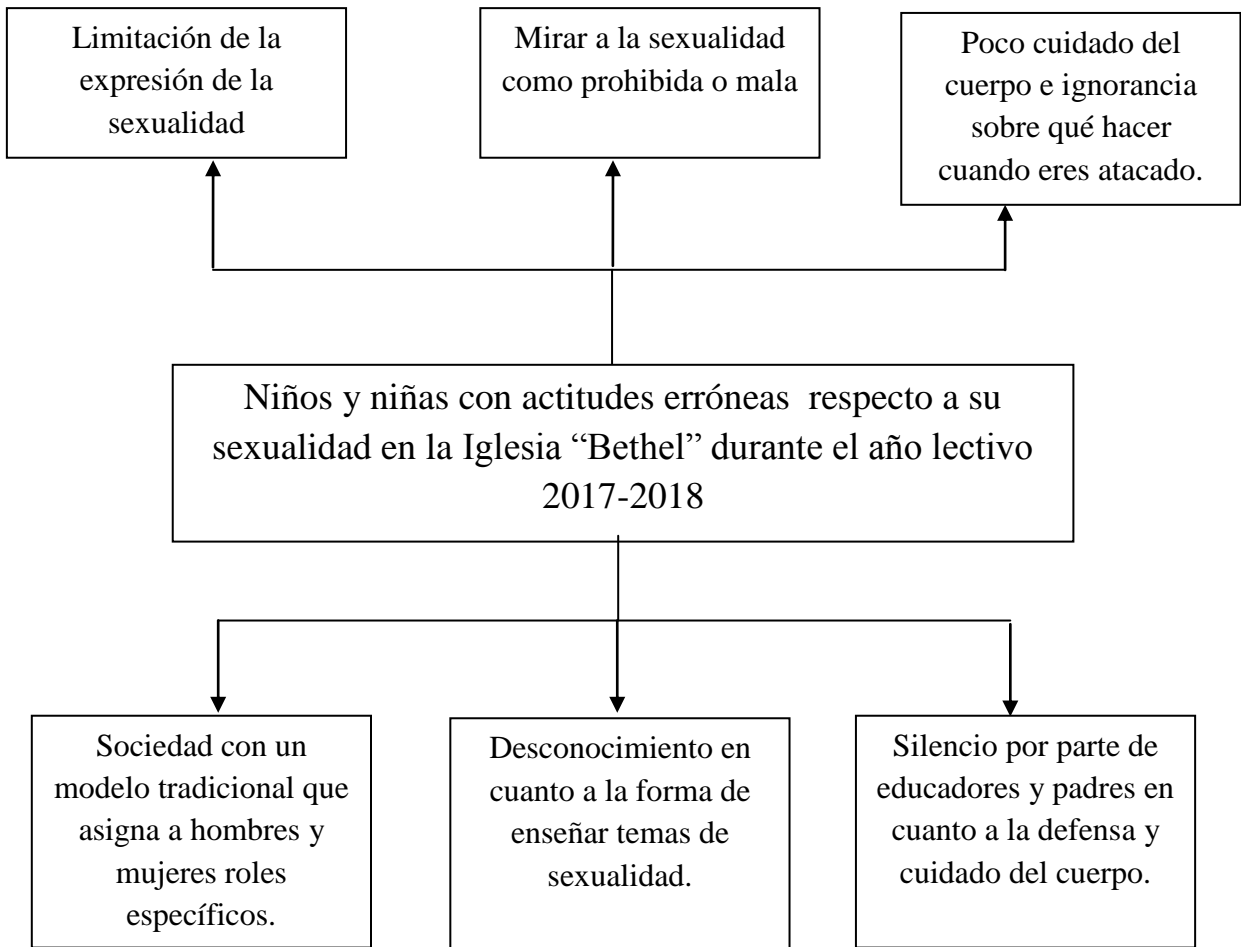 Limitación de la
expresión de la
sexualidad
Mirar a la sexualidad
como prohibida o mala
Poco cuidado del
cuerpo e ignorancia
sobre qué hacer
cuando eres atacado.
Niños y niñas con actitudes erróneas  respecto a su
sexualidad en la Iglesia “Bethel” durante el año lectivo
2017-2018
Sociedad con un
modelo tradicional que
asigna a hombres y
mujeres roles
específicos.
Desconocimiento en
cuanto a la forma de
enseñar temas de
sexualidad.
Silencio por parte de
educadores y padres en
cuanto a la defensa y
cuidado del cuerpo.